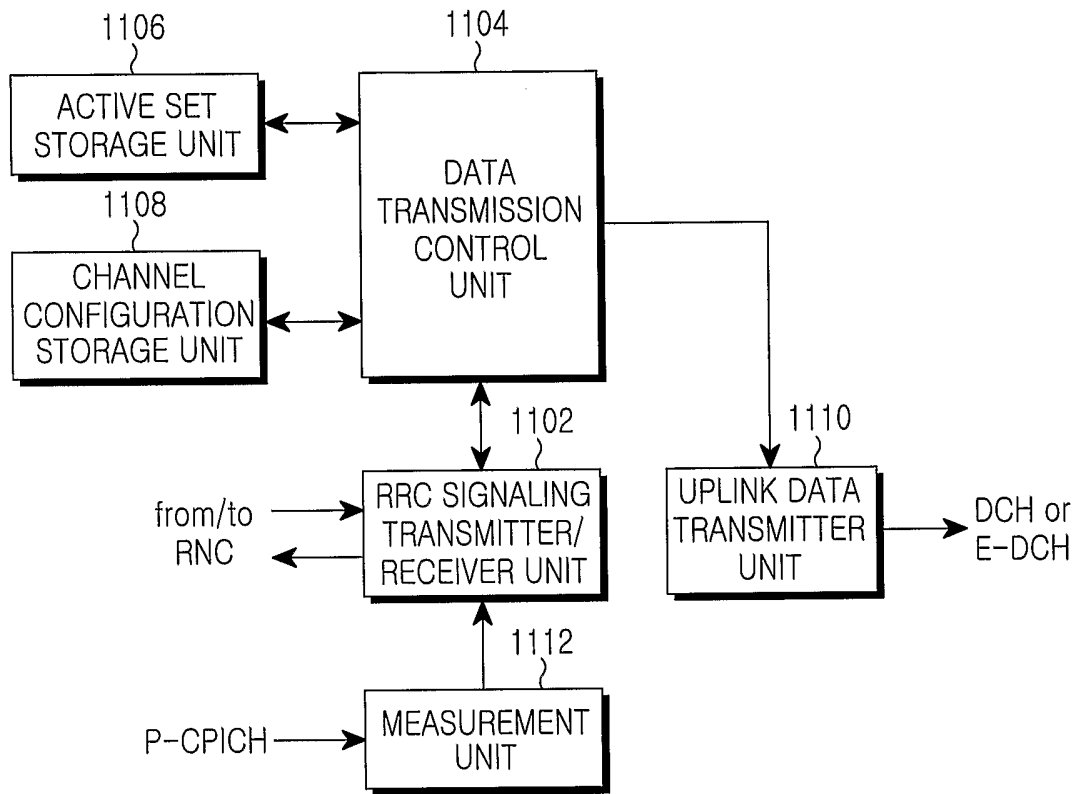 1106
ACTIVE SET
STORAGE UNIT
1104
DATA
TRANSMISSION
CONTROL
UNIT
1108
CHANNEL
CONFIGURATION
STORAGE UNIT
1102
RRC SIGNALING
TRANSMITTER/
RECEIVER UNIT
from/to
RNC
1110
UPLINK DATA
TRANSMITTER
UNIT
DCH or
E-DCH
1112
MEASUREMENT
UNIT
P-CPICH